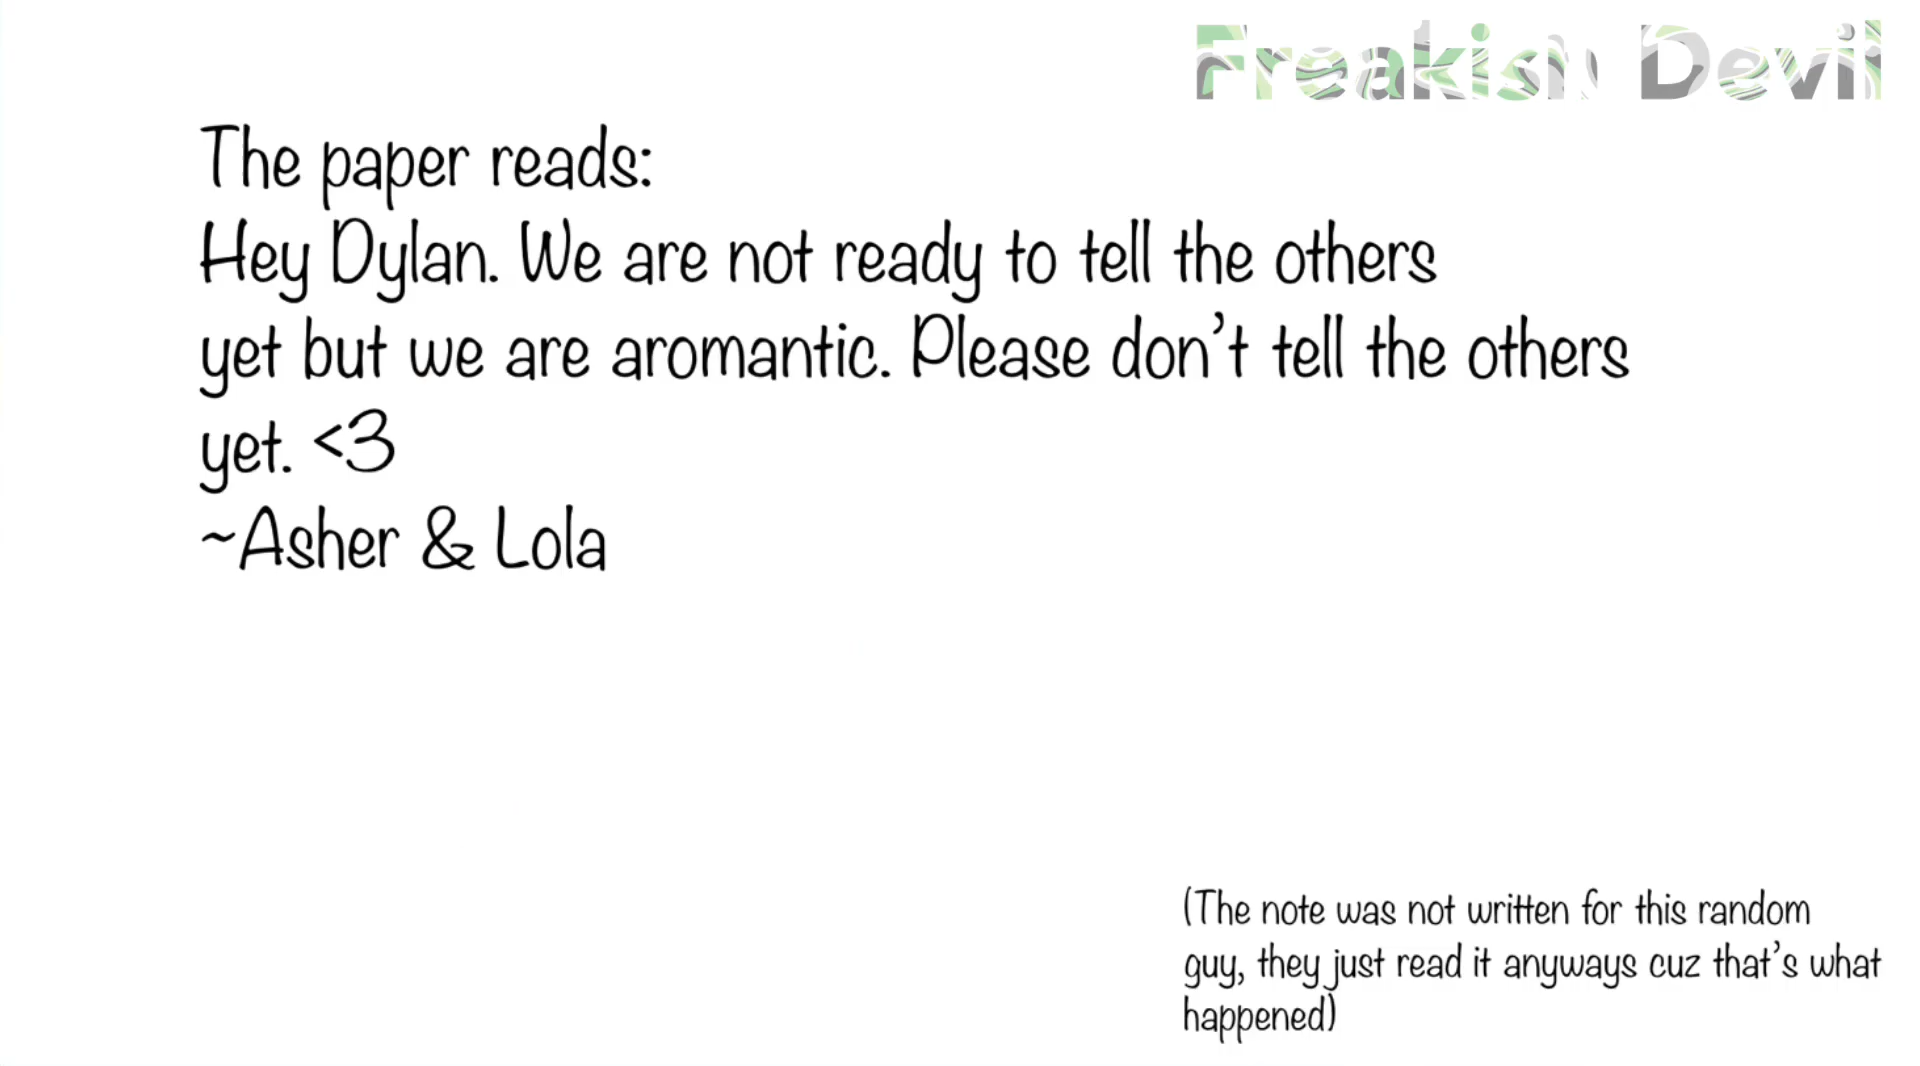 Freakish Devil
The paper reads:
Hey Dylan. We are not ready to tell the others
yet but we are aromantic. Please don't tell the others
yet. <3
~Asher & Lola
(The note was not written for this random
guy, they just read it anyways cuz that's what
happened)